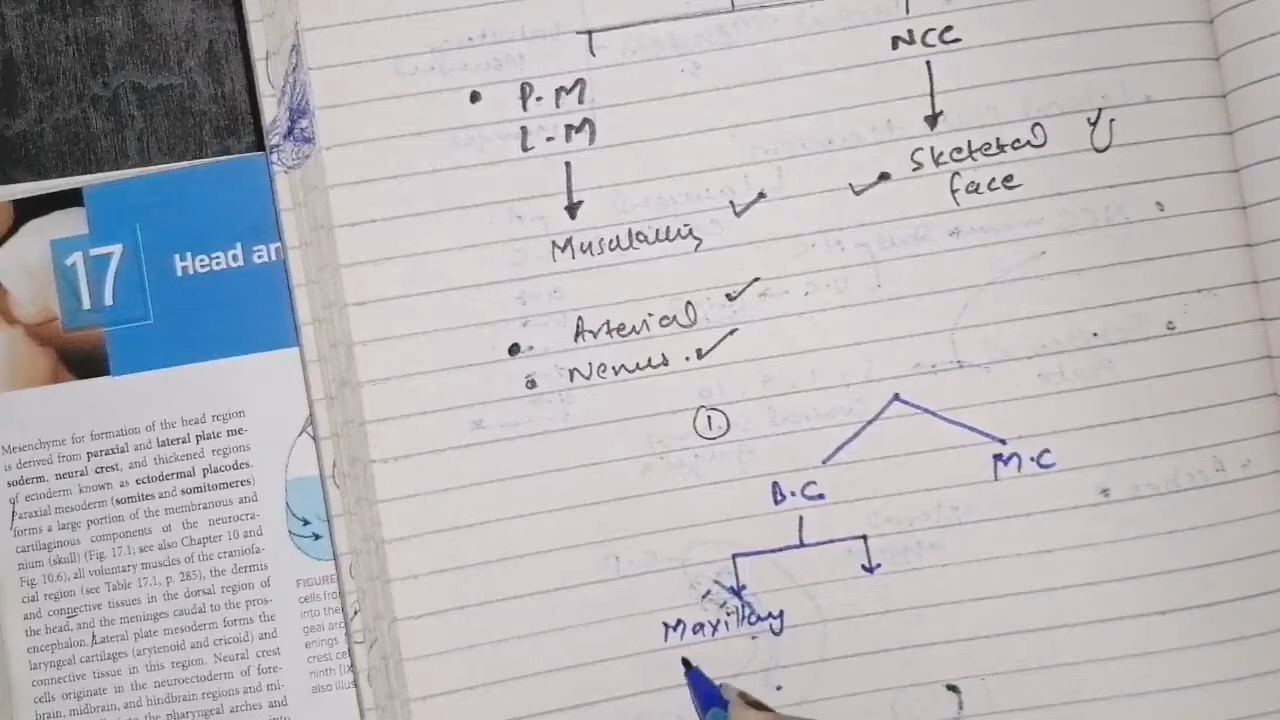 NCC
P.M
L-M
Skeletal
face
Arterial
1.
B.C
M.C
Maxillary
17
Head an
Mesenchyme for formation of the head region
is derived from paraxial and lateral plate me-
soderm, neural crest, and thickened regions
of ectoderm known as ectodermal placodes.
Paraxial mesoderm (somites and somitomeres)
forms a large portion of the membranous and
cartilaginous components of the neurocra-
nium (skull) (Fig. 17.1; see also Chapter 10 and
Fig. 10.6), all voluntary muscles of the craniofa-
cial region (see Table 17.1, p. 285), the dermis
and connective tissues in the dorsal region of
the head, and the meninges caudal to the pros-
encephalon. Lateral plate mesoderm forms the
laryngeal cartilages (arytenoid and cricoid) and
connective tissue in this region. Neural crest
cells originate in the neuroectoderm of fore-
brain, midbrain, and hindbrain regions and mi-
the pharyngeal arches and
FIGURE
cells fro
into the
geal arc
enings
crest ce
ninth (IX
also illus